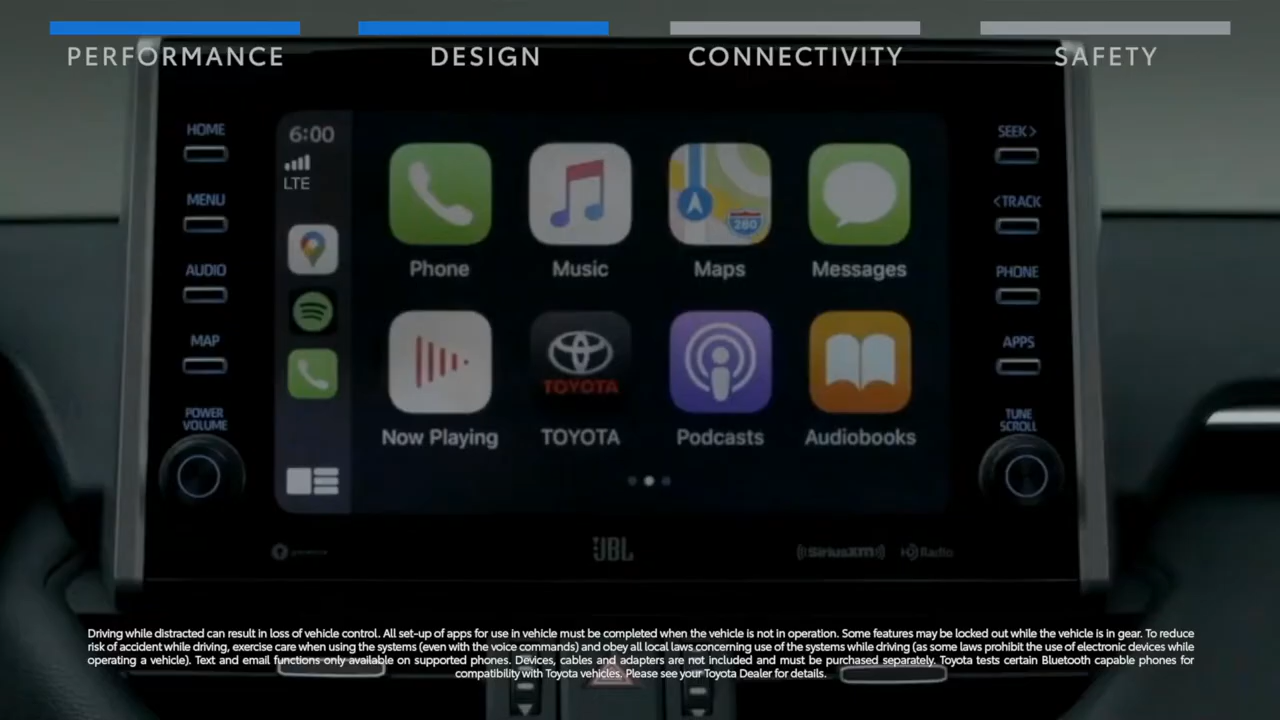 PERFORMANCE DESIGN CONNECTIVITY SAFETY
HOME
MENU
AUDIO
MAP
POWER
VOLUME
6:00
LTE
Phone Music Maps Messages
280
TOYOTA
Now Playing TOYOTA Podcasts Audiobooks
SEEK>
<TRACK
PHONE
APPS
TUNE
SCROLL
JBL
SiriusXM HD Radio
Driving while distracted can result in loss of vehicle control. All set-up of apps for use in vehicle must be completed when the vehicle is not in operation. Some features may be locked out while the vehicle is in gear. To reduce
risk of accident while driving, exercise care when using the systems (even with the voice commands) and obey all local laws concerning use of the systems while driving (as some laws prohibit the use of electronic devices while
operating a vehicle). Text and email functions only available on supported phones. Devices, cables and adapters are not included and must be purchased separately. Toyota tests certain Bluetooth capable phones for
compatibility with Toyota vehicles. Please see your Toyota Dealer for details.